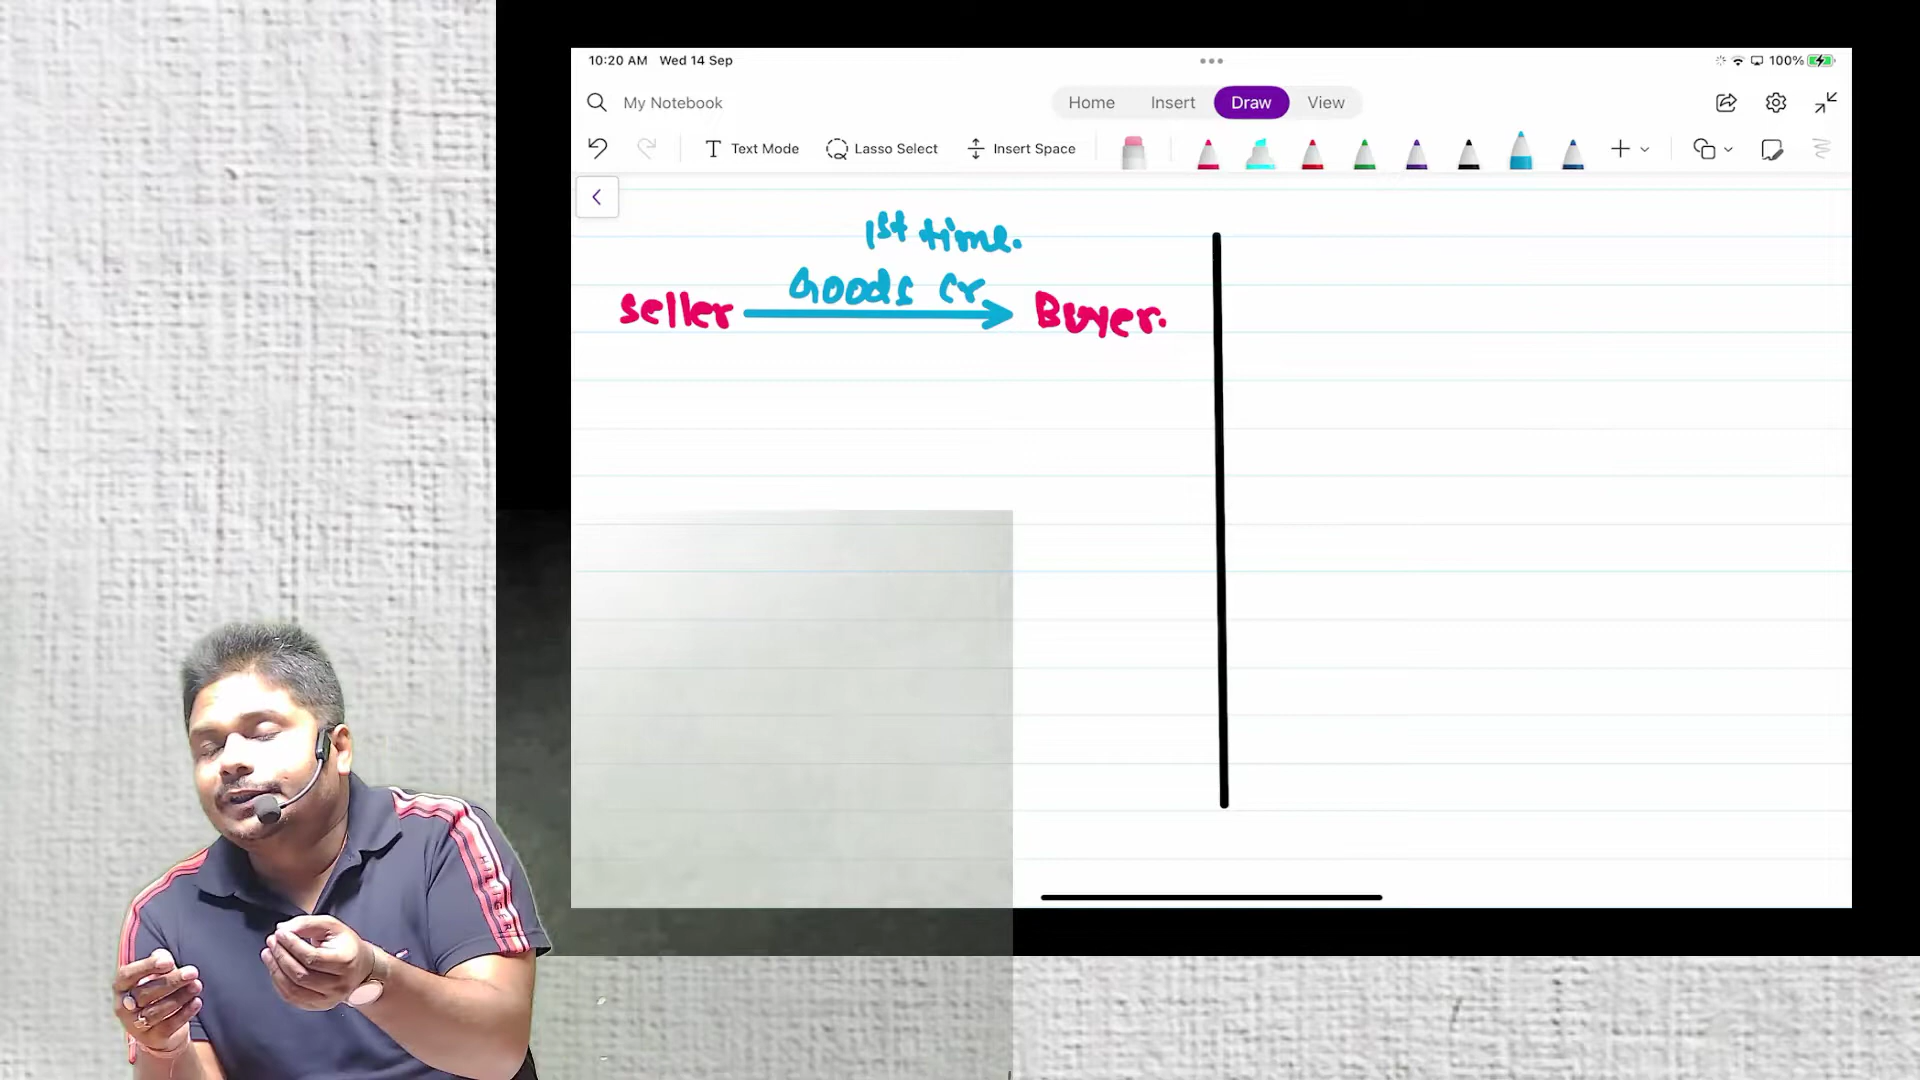 10:20 AM Wed 14 Sep
100%
My Notebook
Home Insert Draw View
Text Mode Lasso Select Insert Space
1st time.
Goods Cr
Seller Buyer.
HILFIGER